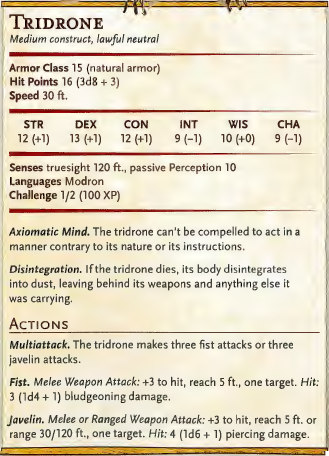 TRIDRONE
Medium construct, lawful neutral
Armor Class 15 (natural armor)
Hit Points 16 (3d8 + 3)
Speed 30 ft.
STR DEX CON INT WIS CHA
12 (+1) 13 (+1) 12 (+1) 9 (−1) 10 (+0) 9 (−1)
Senses truesight 120 ft., passive Perception 10
Languages Modron
Challenge 1/2 (100 XP)
Axiomatic Mind. The tridrone can't be compelled to act in a
manner contrary to its nature or its instructions.
Disintegration. If the tridrone dies, its body disintegrates
into dust, leaving behind its weapons and anything else it
was carrying.
ACTIONS
Multiattack. The tridrone makes three fist attacks or three
javelin attacks.
Fist. Melee Weapon Attack: +3 to hit, reach 5 ft., one target. Hit:
3 (1d4 + 1) bludgeoning damage.
Javelin. Melee or Ranged Weapon Attack: +3 to hit, reach 5 ft. or
range 30/120 ft., one target. Hit: 4 (1d6 + 1) piercing damage.